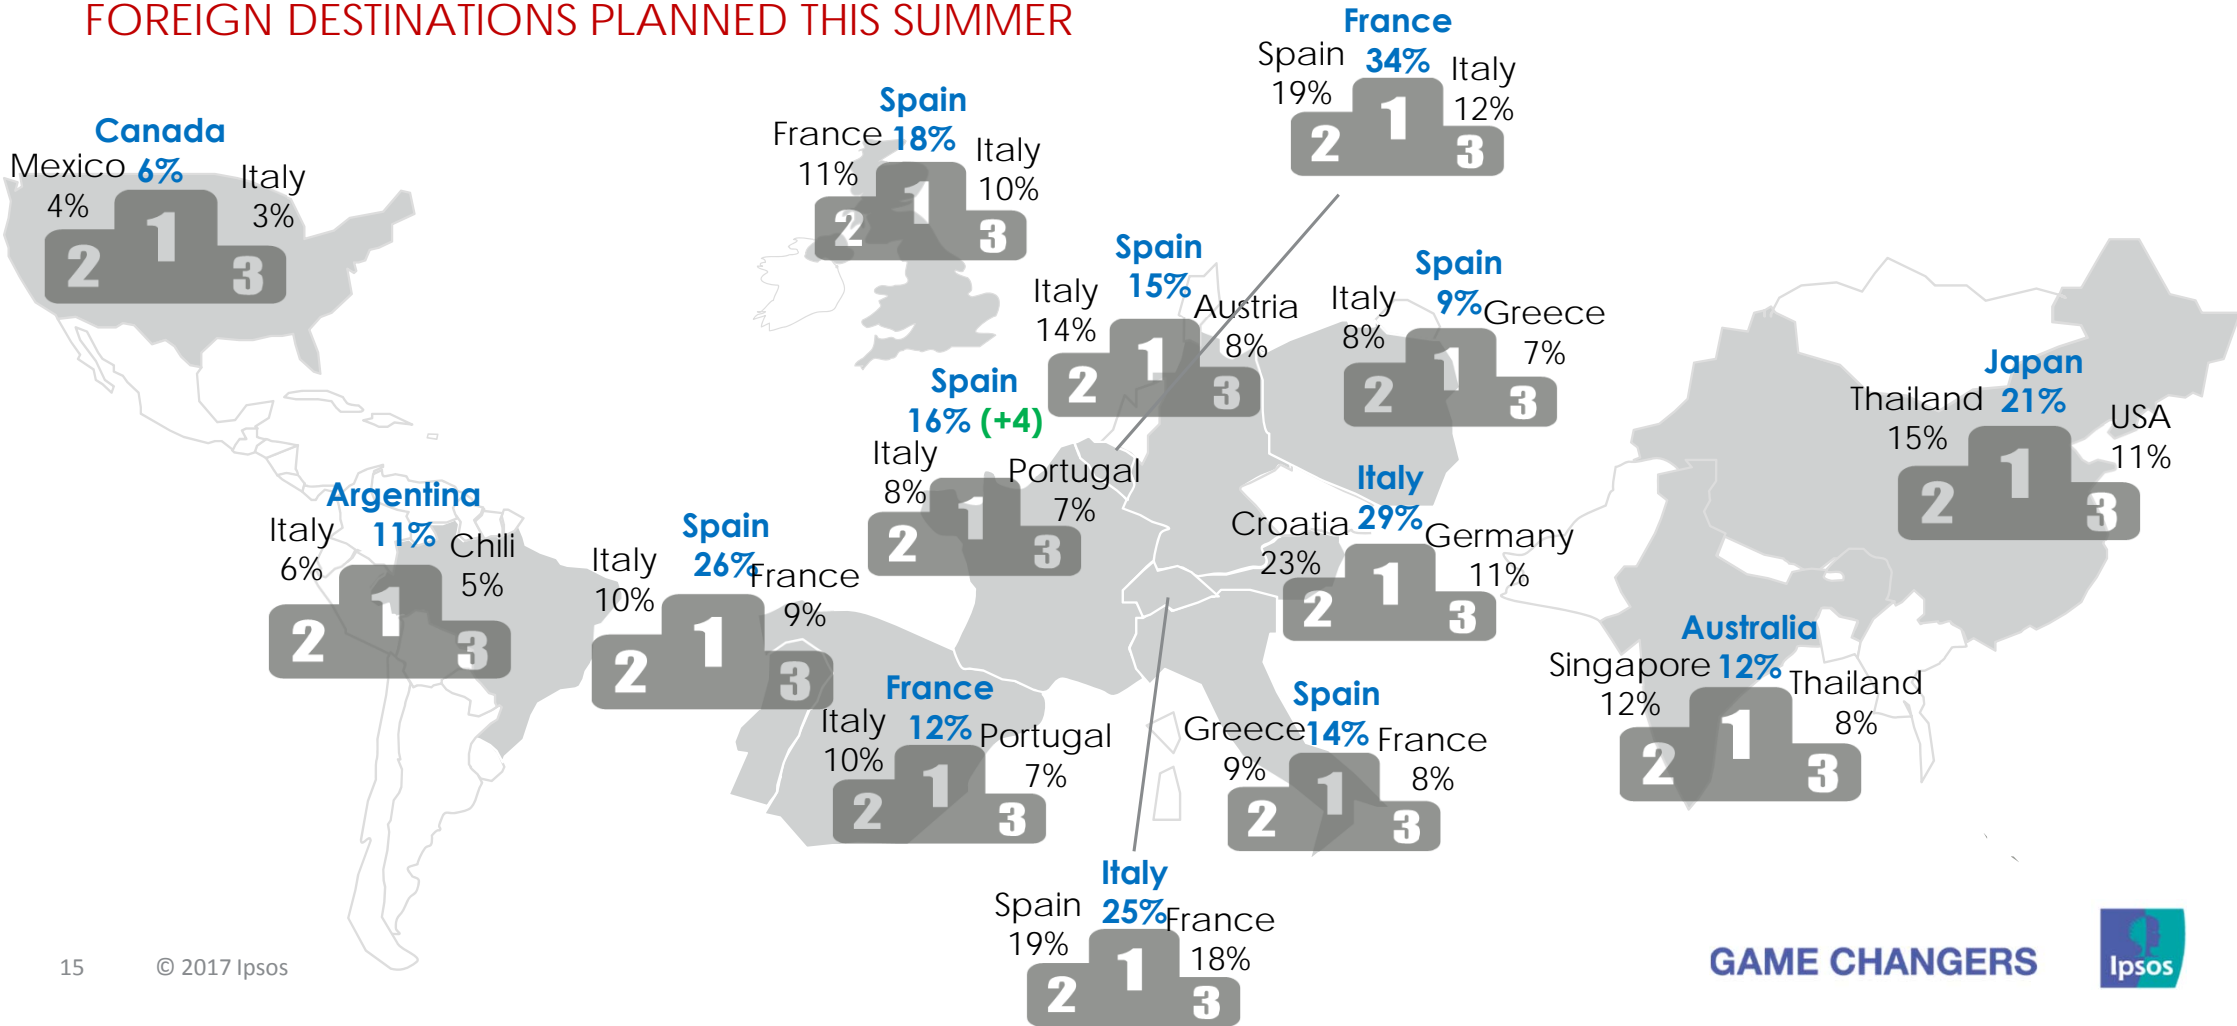 FOREIGN DESTINATIONS PLANNED THIS SUMMER
Canada
6%
Mexico
4%
Italy
3%
1
2
3
Spain
18%
France
11%
Italy
10%
1
2
3
France
34%
Spain
19%
Italy
12%
1
2
3
Spain
15%
Italy
14%
Austria
8%
1
2
3
Spain
9%
Italy
8%
Greece
7%
1
2
3
Japan
21%
Thailand
15%
USA
11%
1
2
3
Spain
16% (+4)
Italy
8%
Portugal
7%
1
2
3
Argentina
11%
Italy
6%
Chili
5%
1
2
3
Spain
26%
Italy
10%
France
9%
1
2
3
Italy
29%
Croatia
23%
Germany
11%
1
2
3
Australia
12%
Singapore
12%
Thailand
8%
1
2
3
France
12%
Italy
10%
Portugal
7%
1
2
3
Spain
14%
Greece
9%
France
8%
1
2
3
Italy
25%
Spain
19%
France
18%
1
2
3
15
© 2017 Ipsos
GAME CHANGERS
Ipsos